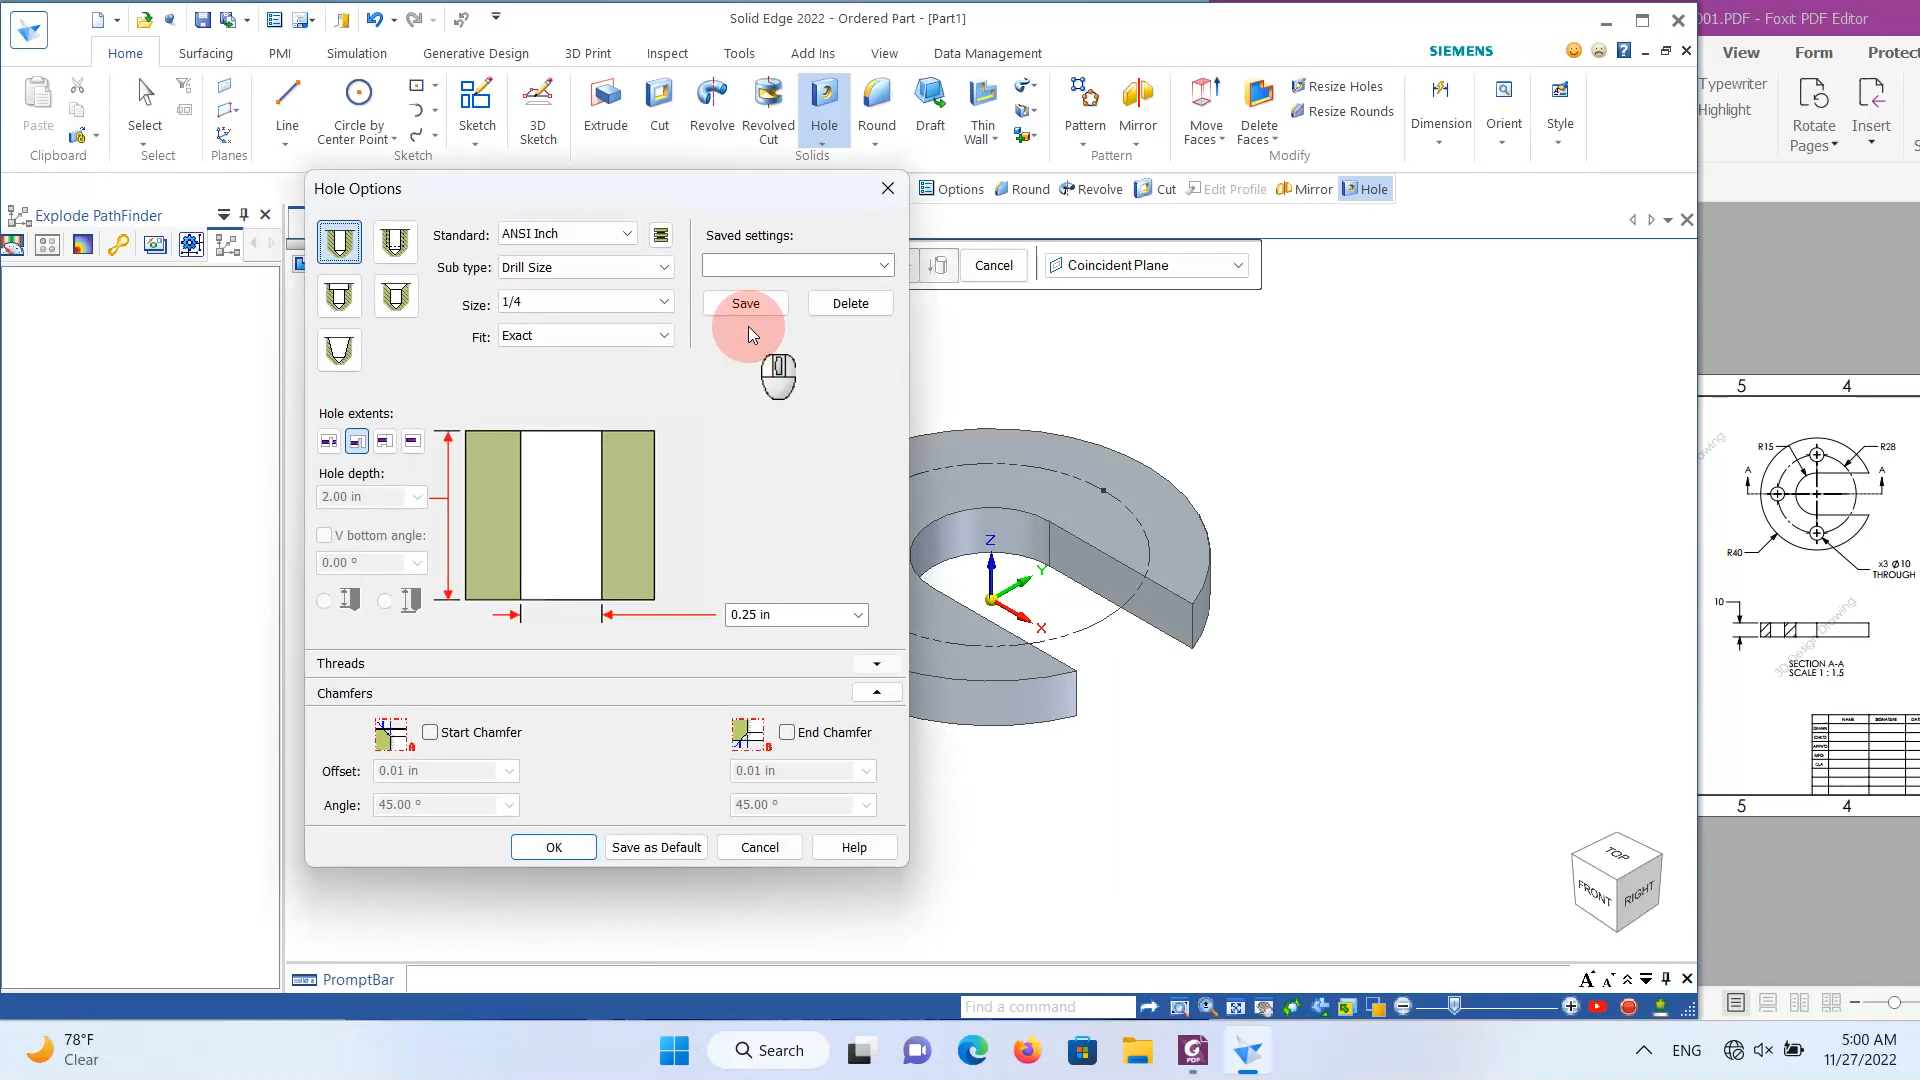 Solid Edge 2022 - Ordered Part - [Part1]
001.PDF - Foxit PDF Editor
Home
Surfacing
PMI
Simulation
Generative Design
3D Print
Inspect
Tools
Add Ins
View
Data Management
SIEMENS
View
Form
Protec
Paste
Select
Line
Circle by
Center Point
Sketch
3D
Sketch
Extrude
Cut
Revolve
Revolved
Cut
Hole
Round
Draft
Thin
Wall
Pattern
Mirror
Move
Faces
Delete
Faces
Resize Holes
Resize Rounds
Dimension
Orient
Style
Typewriter
Highlight
Rotate
Pages
Insert
Clipboard
Select
Planes
Sketch
Solids
Pattern
Modify
Explode PathFinder
Options
Round
Revolve
Cut
Edit Profile
Mirror
Hole
Cancel
Coincident Plane
Hole Options
Standard:
ANSI Inch
Saved settings:
Sub type:
Drill Size
Size:
1/4
Save
Delete
Fit:
Exact
Hole extents:
Hole depth:
2.00 in
V bottom angle:
0.00 °
0.25 in
Threads
Chamfers
Start Chamfer
End Chamfer
Offset:
0.01 in
0.01 in
Angle:
45.00 °
45.00 °
OK
Save as Default
Cancel
Help
Z
Y
X
TOP
FRONT
RIGHT
5
4
R15
R28
A
A
R40
x3 Ø10
THROUGH
10
SECTION A-A
SCALE 1 : 1.5
3D Design Drawing
NAME
SIGNATURE
DATE
5
4
PromptBar
Find a command
78°F
Clear
Search
ENG
5:00 AM
11/27/2022